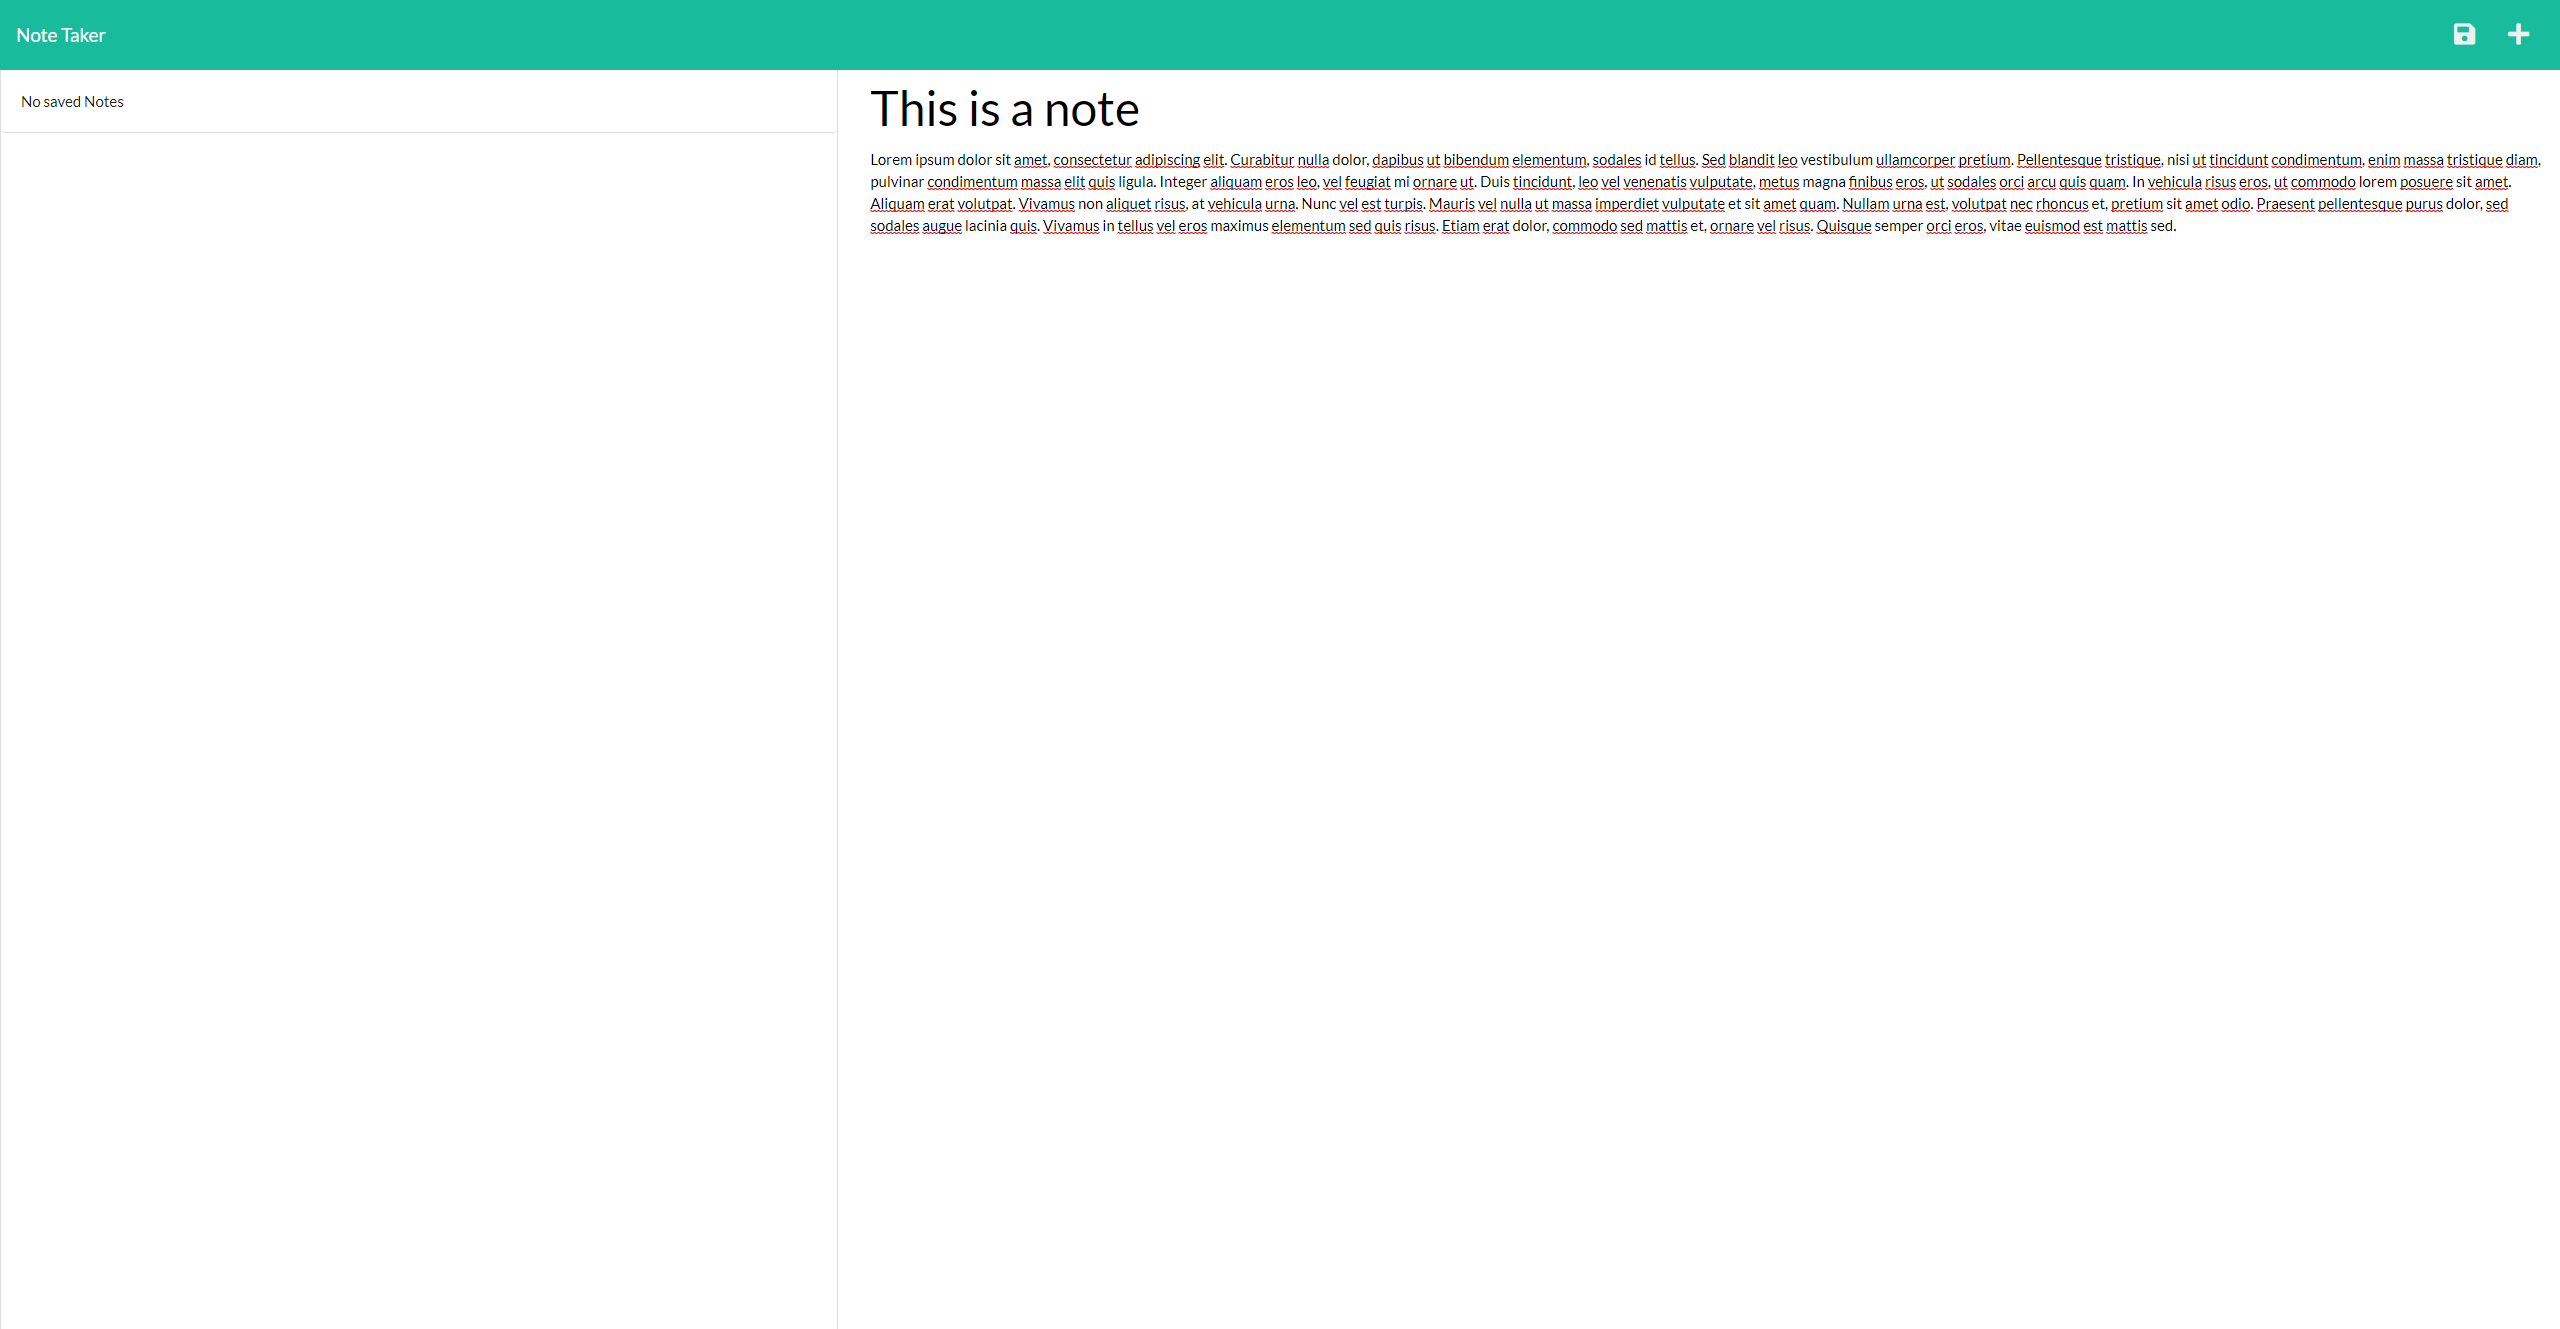 Note Taker
No saved Notes
This is a note
Lorem ipsum dolor sit amet, consectetur adipiscing elit. Curabitur nulla dolor, dapibus ut bibendum elementum, sodales id tellus. Sed blandit leo vestibulum ullamcorper pretium. Pellentesque tristique, nisi ut tincidunt condimentum, enim massa tristique diam,
pulvinar condimentum massa elit quis ligula. Integer aliquam eros leo, vel feugiat mi ornare ut. Duis tincidunt, leo vel venenatis vulputate, metus magna finibus eros, ut sodales orci arcu quis quam. In vehicula risus eros, ut commodo lorem posuere sit amet.
Aliquam erat volutpat. Vivamus non aliquet risus, at vehicula urna. Nunc vel est turpis. Mauris vel nulla ut massa imperdiet vulputate et sit amet quam. Nullam urna est, volutpat nec rhoncus et, pretium sit amet odio. Praesent pellentesque purus dolor, sed
sodales augue lacinia quis. Vivamus in tellus vel eros maximus elementum sed quis risus. Etiam erat dolor, commodo sed mattis et, ornare vel risus. Quisque semper orci eros, vitae euismod est mattis sed.